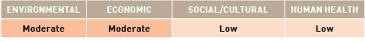 ENVIRONMENTAL ECONOMIC SOCIAL/CULTURAL HUMAN HEALTH
Moderate Moderate Low Low